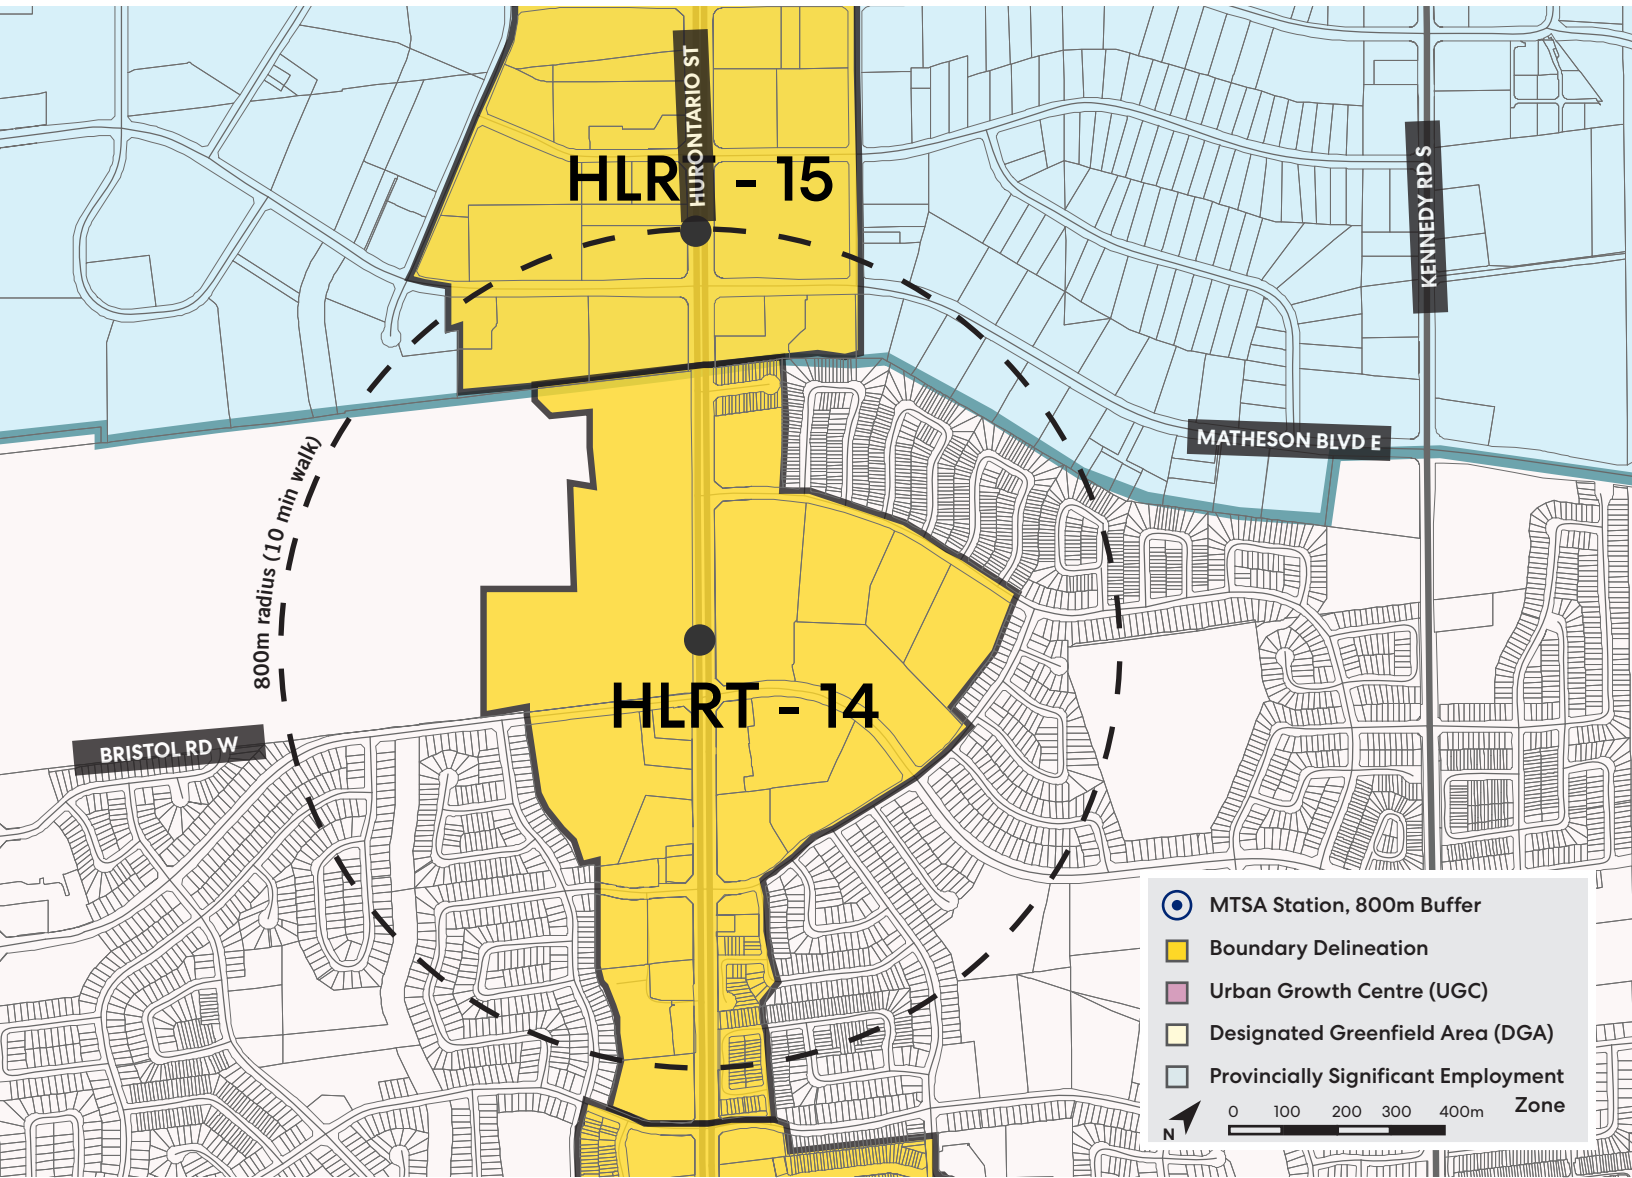 HURONTARIO ST
HLRT - 15
KENNEDY RD S
MATHESON BLVD E
800m radius (10 min walk)
HLRT - 14
BRISTOL RD W
MTSA Station, 800m Buffer
Boundary Delineation
Urban Growth Centre (UGC)
Designated Greenfield Area (DGA)
Provincially Significant Employment
Zone
0 100 200 300 400m
N